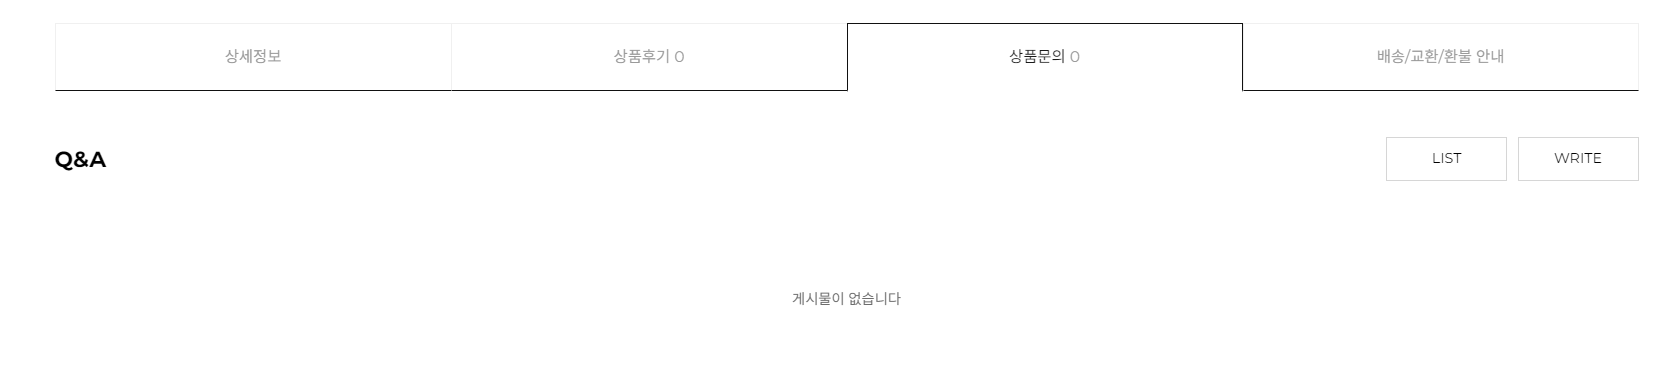 상세정보
상품후기 0
상품문의 0
배송/교환/환불 안내
Q&A
LIST
WRITE
게시물이 없습니다